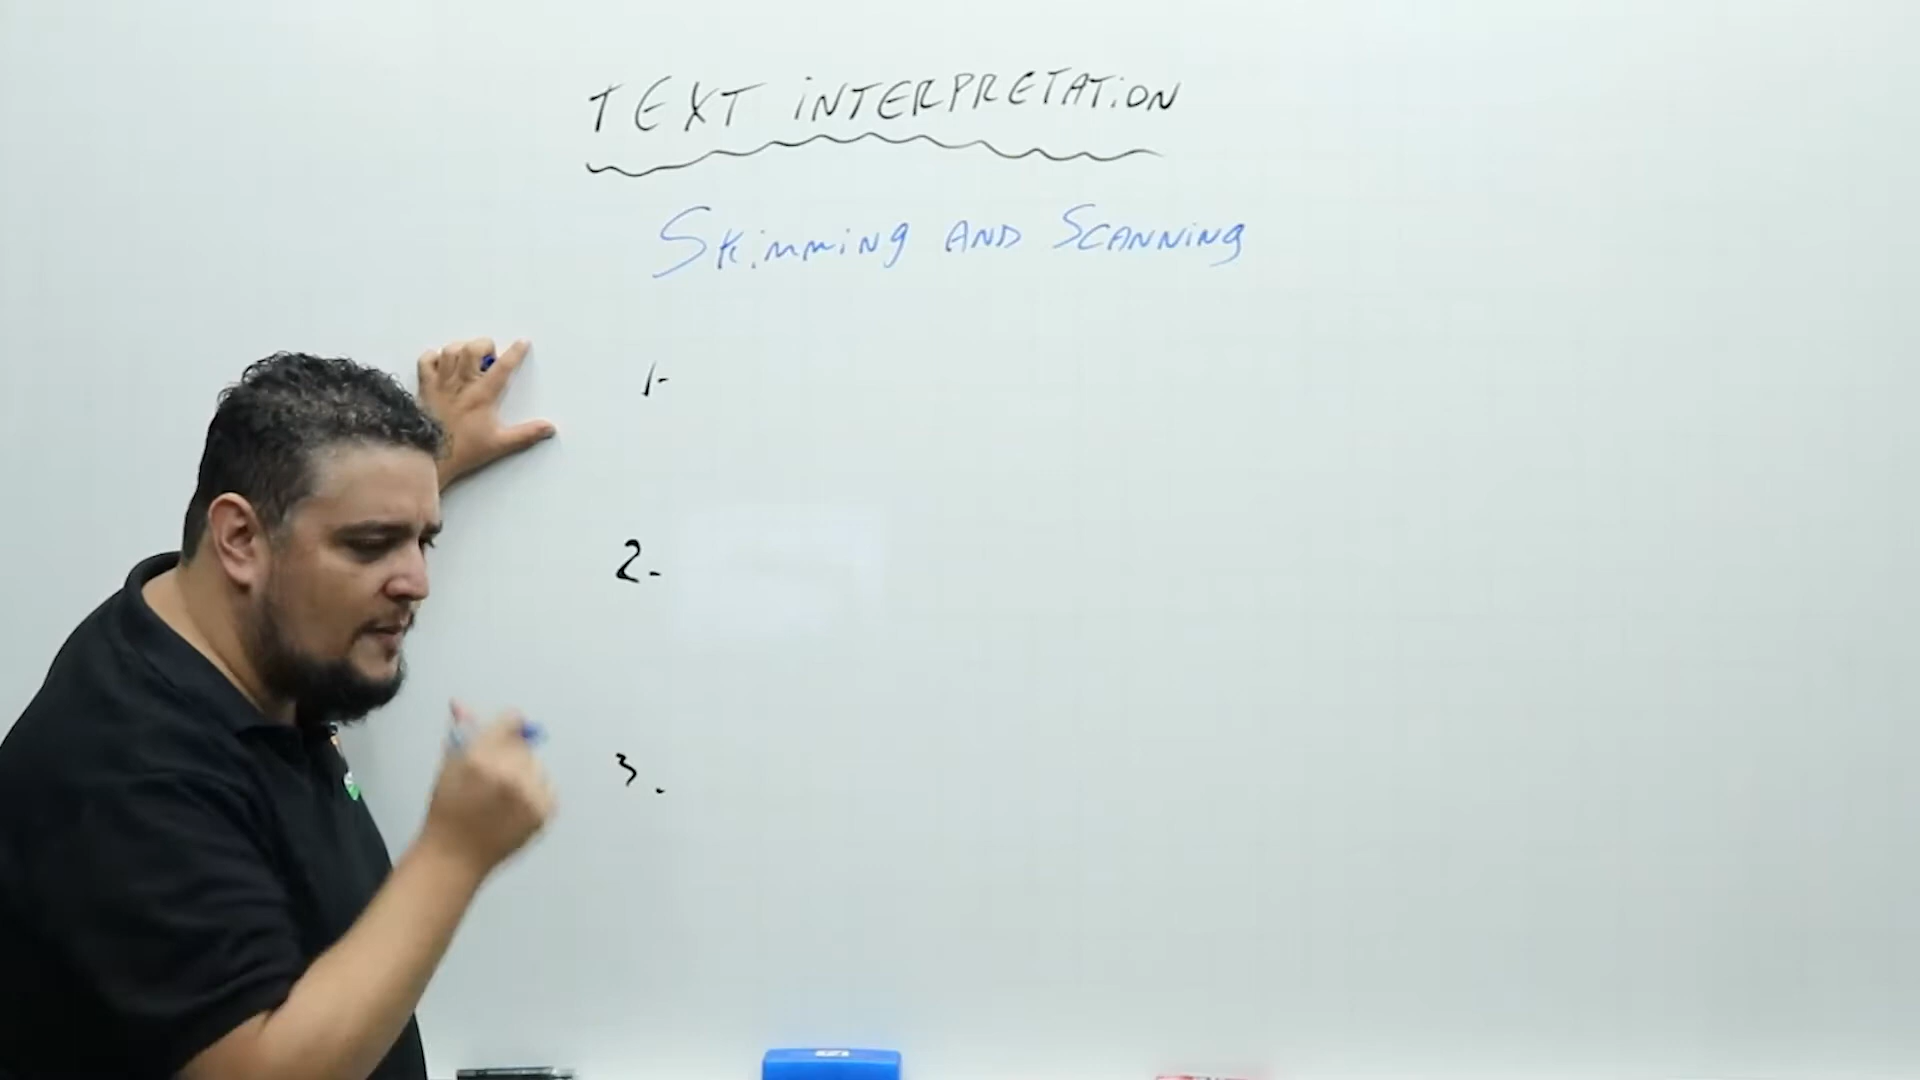 TEXT iNTERPRETATiON
Skimming AND SCANNiNg
1-
2-
3.